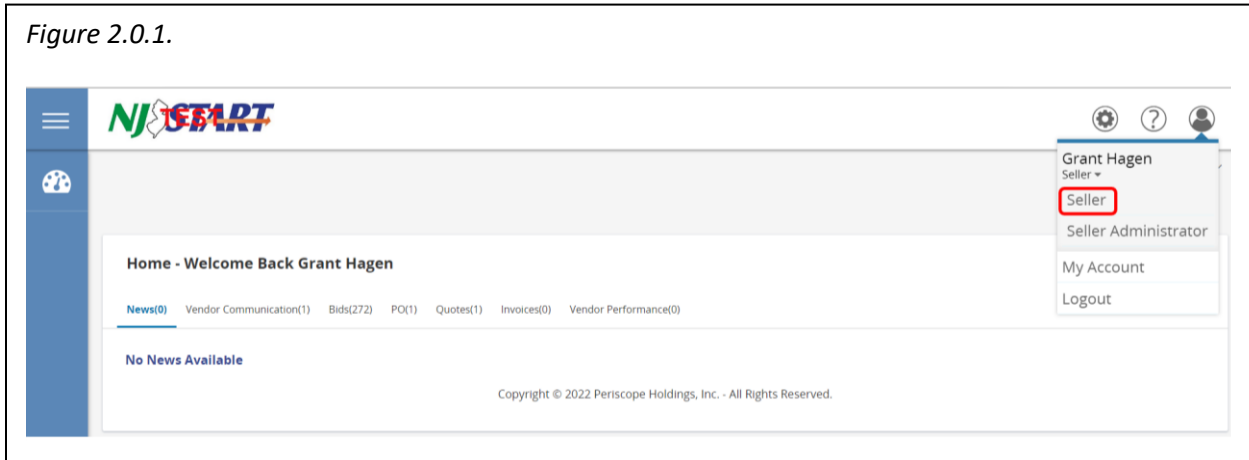 Figure 2.0.1.
NJSTART
TEST
?
Grant Hagen
Seller
Seller
Seller Administrator
My Account
Logout
Home - Welcome Back Grant Hagen
News(0) Vendor Communication(1) Bids(272) PO(1) Quotes(1) Invoices(0) Vendor Performance(0)
No News Available
Copyright © 2022 Periscope Holdings, Inc. - All Rights Reserved.